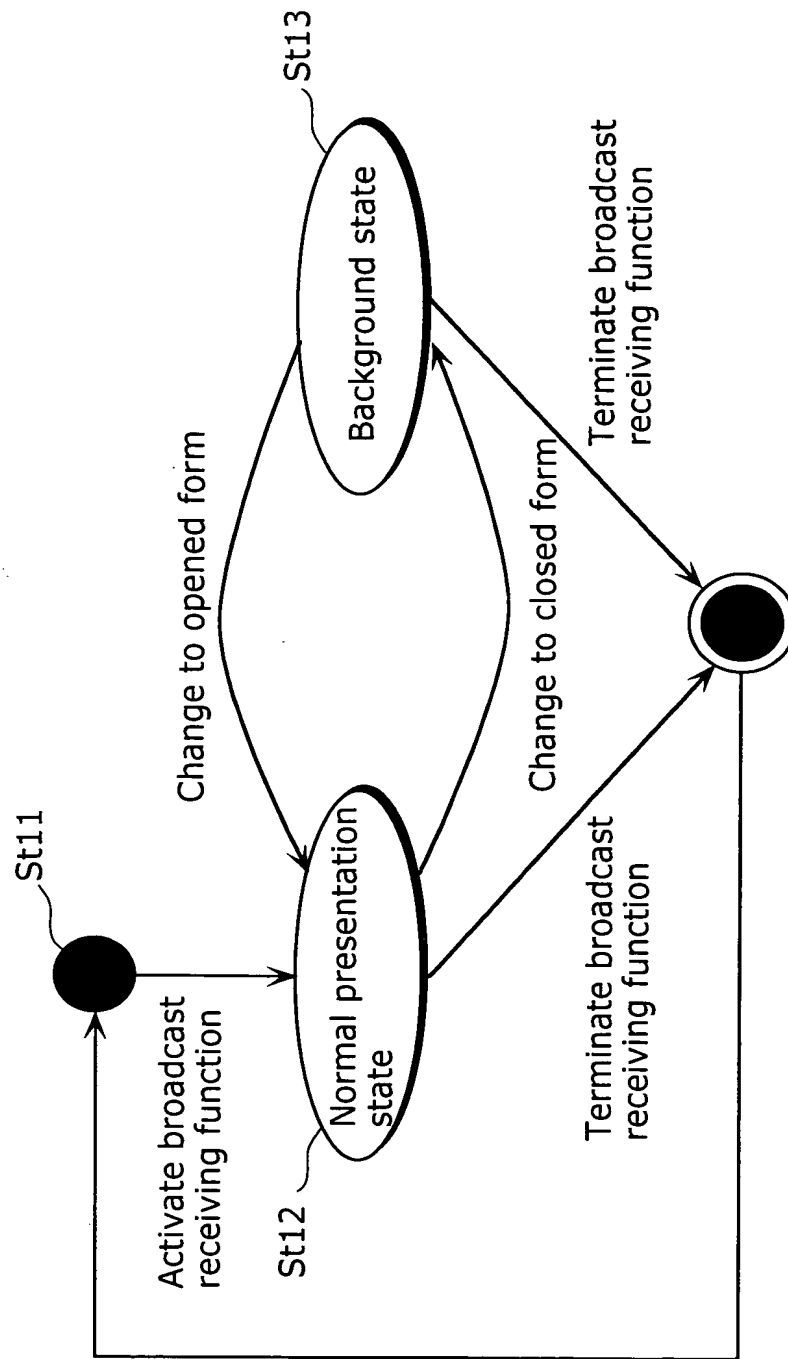 St11
Activate broadcast
receiving function
St12
Normal presentation
state
Change to opened form
St13
Background state
Change to closed form
Terminate broadcast
receiving function
Terminate broadcast
receiving function